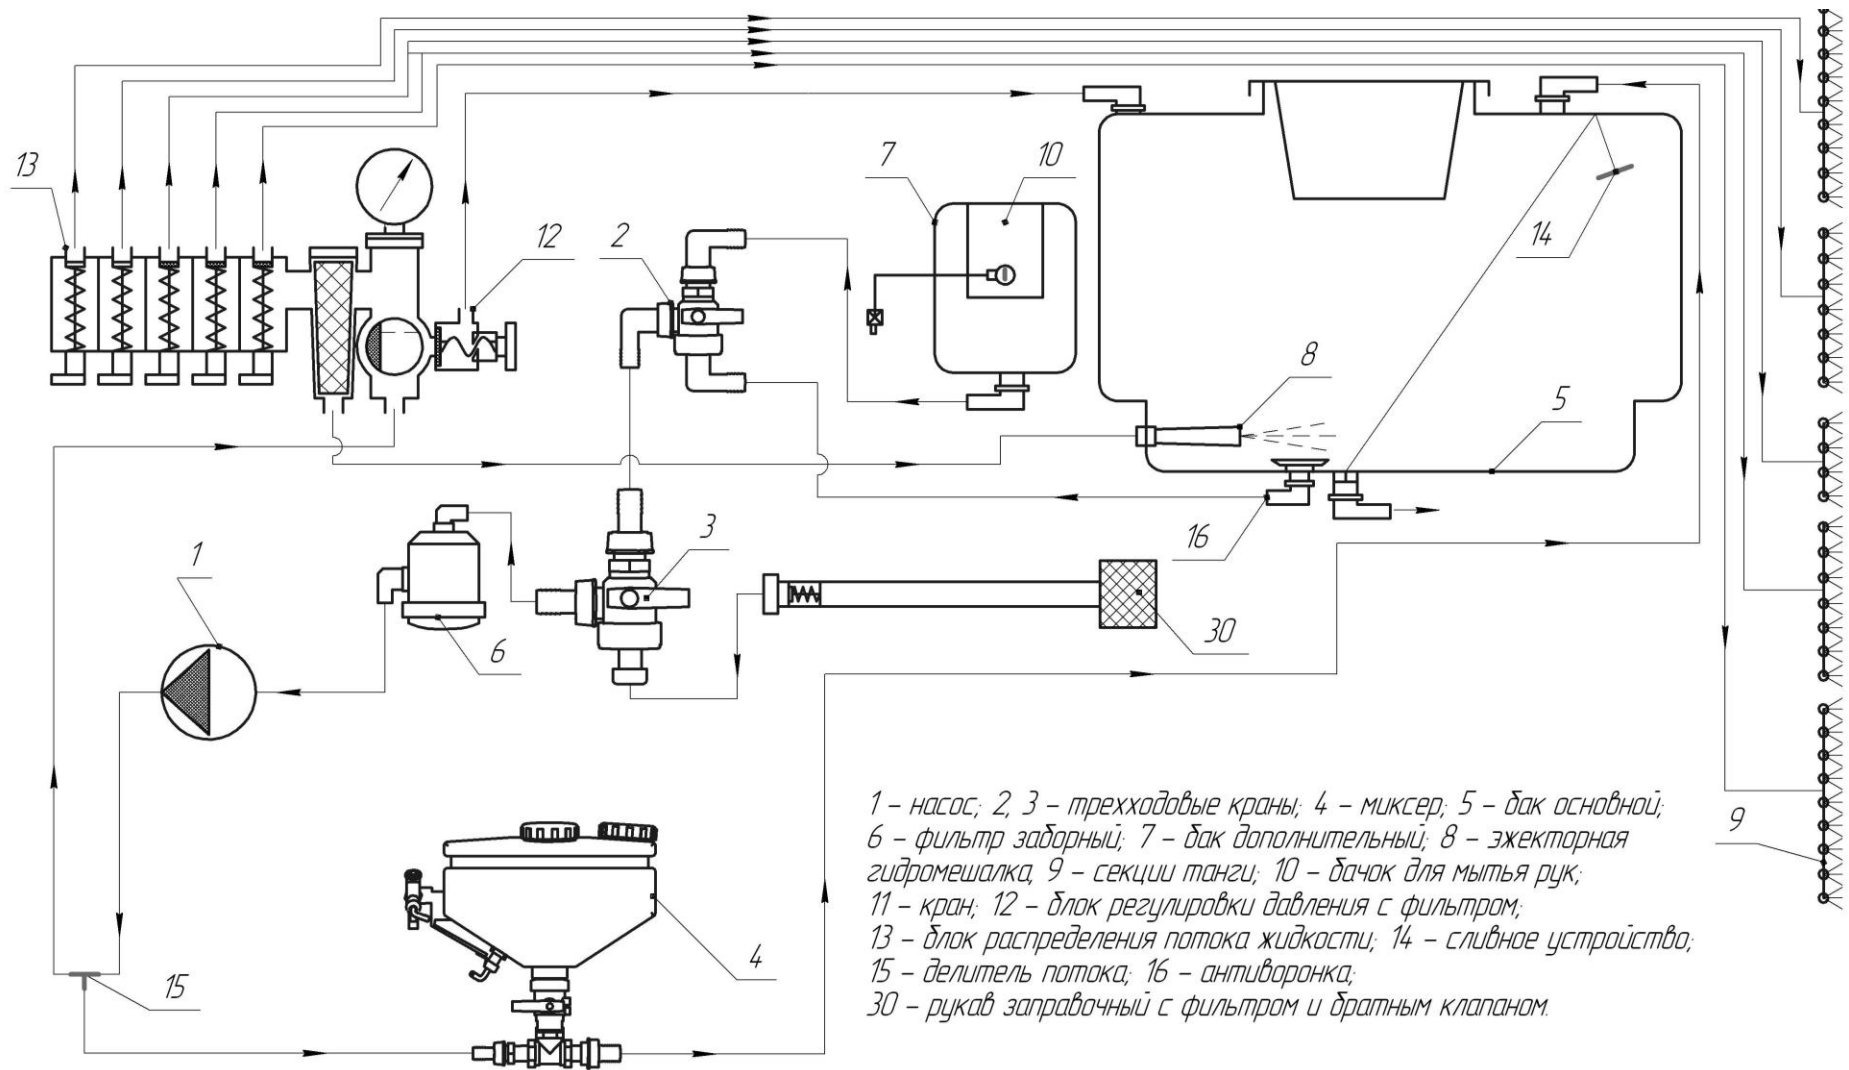 13
12
2
7
10
14
8
5
16
1
6
3
30
9
4
15
1 – насос; 2, 3 – трехходовые краны; 4 – миксер; 5 – бак основной;
6 – фильтр заборный; 7 – бак дополнительный; 8 – эжекторная
гидромешалка, 9 – секции танги; 10 – бачок для мытья рук;
11 – кран; 12 – блок регулировки давления с фильтром;
13 – блок распределения потока жидкости; 14 – сливное устройство;
15 – делитель потока; 16 – антиворонка;
30 – рукав заправочный с фильтром и братным клапаном.